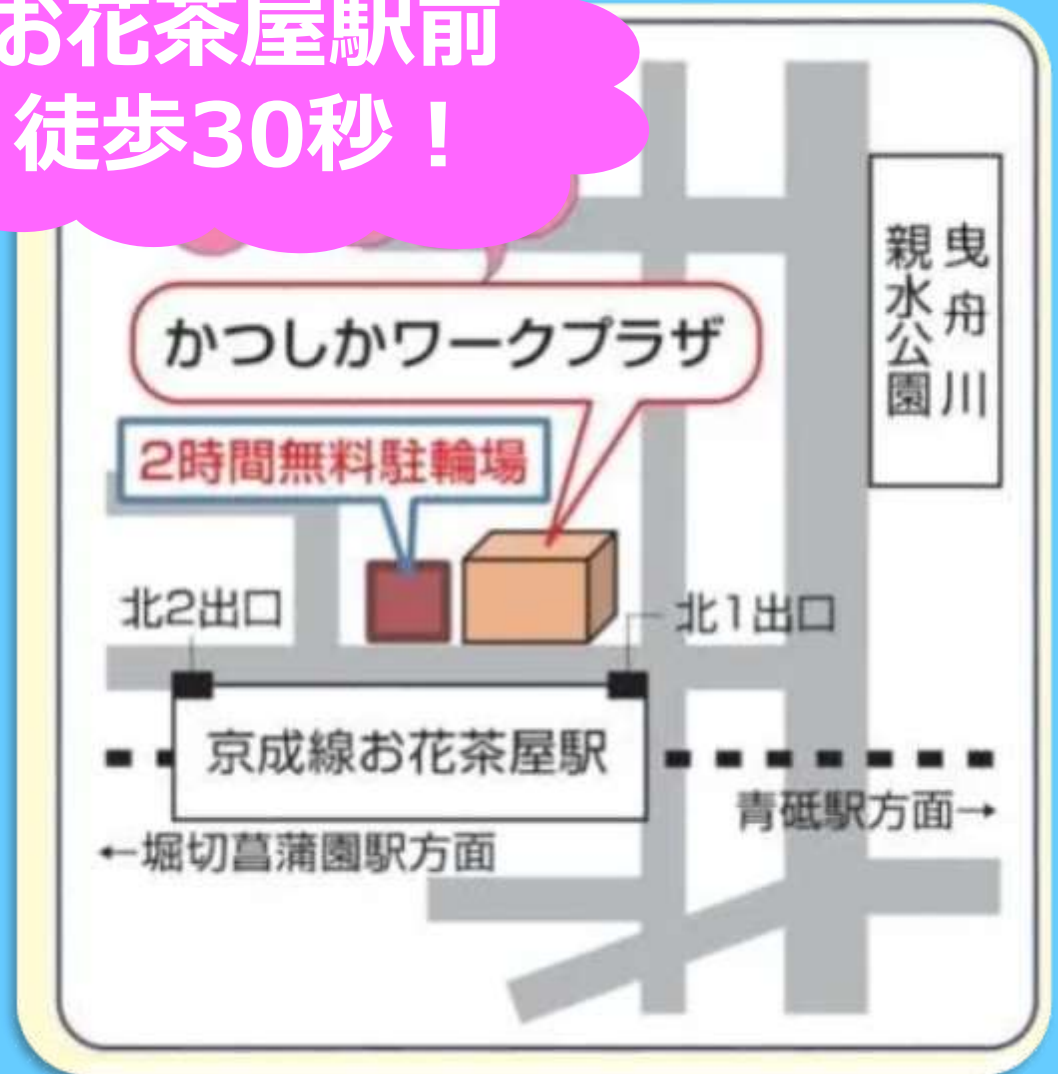 お花茶屋駅前
徒歩30秒！
かつしかワークプラザ
曳舟川
親水公園
2時間無料駐輪場
北2出口
北1出口
京成線お花茶屋駅
青砥駅方面→
←堀切菖蒲園駅方面